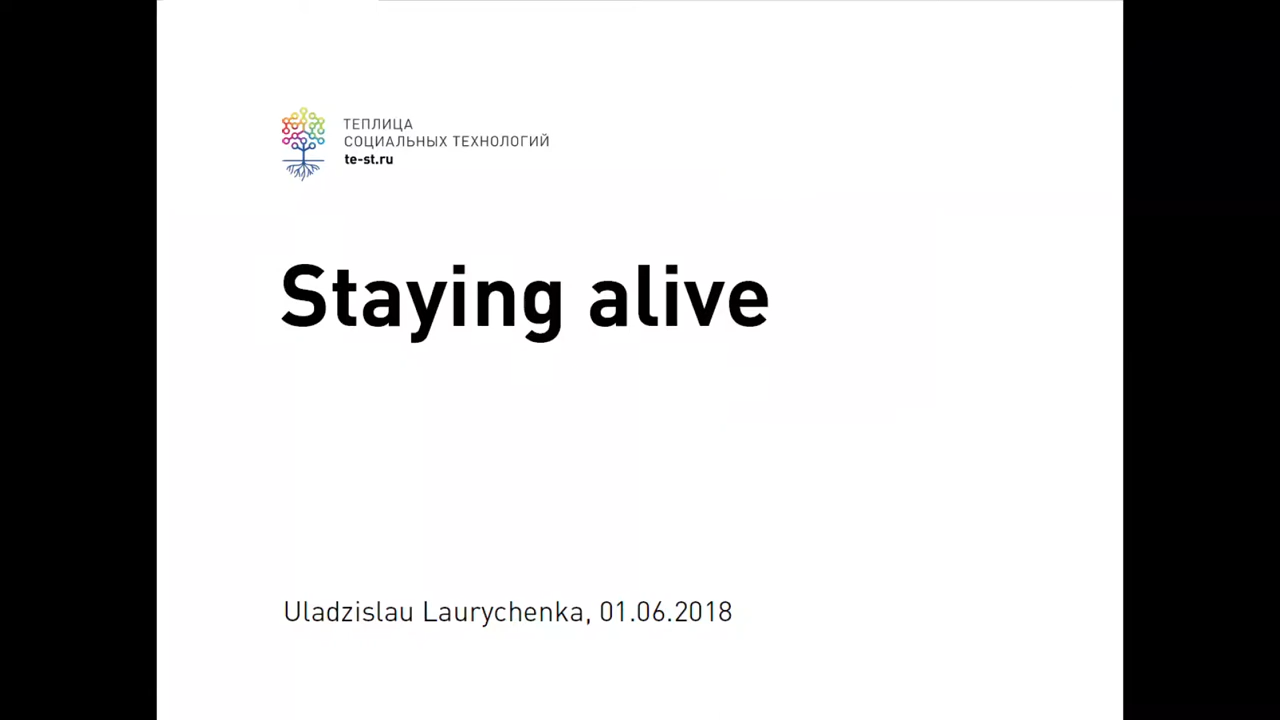 ТЕПЛИЦА
СОЦИАЛЬНЫХ ТЕХНОЛОГИЙ
te-st.ru
Staying alive
Uladzislau Laurychenka, 01.06.2018